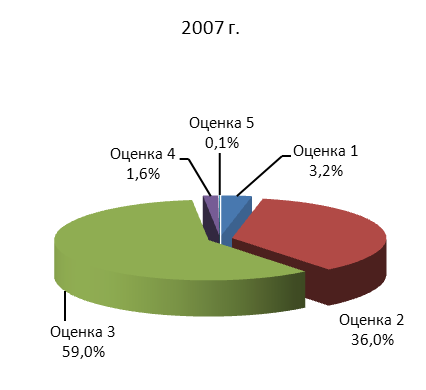 2007 г.
Оценка 5
0,1%
Оценка 4
1,6%
Оценка 1
3,2%
Оценка 3
59,0%
Оценка 2
36,0%